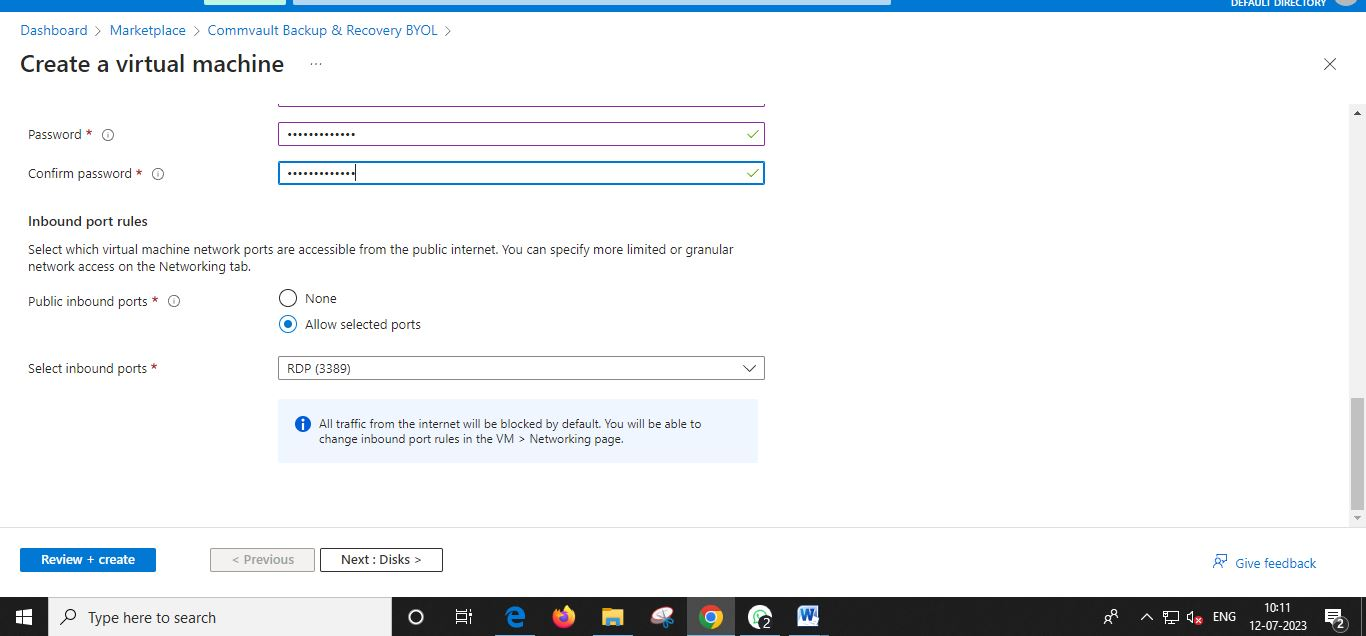 DEFAULT DIRECTORY
Dashboard > Marketplace > Commvault Backup & Recovery BYOL >
Create a virtual machine ...
Password *
•••••••••••••
Confirm password *
•••••••••••••
Inbound port rules
Select which virtual machine network ports are accessible from the public internet. You can specify more limited or granular
network access on the Networking tab.
Public inbound ports *
None
Allow selected ports
Select inbound ports *
RDP (3389)
All traffic from the internet will be blocked by default. You will be able to
change inbound port rules in the VM > Networking page.
Review + create
< Previous
Next : Disks >
Give feedback
Type here to search
2
ENG
10:11
12-07-2023
2